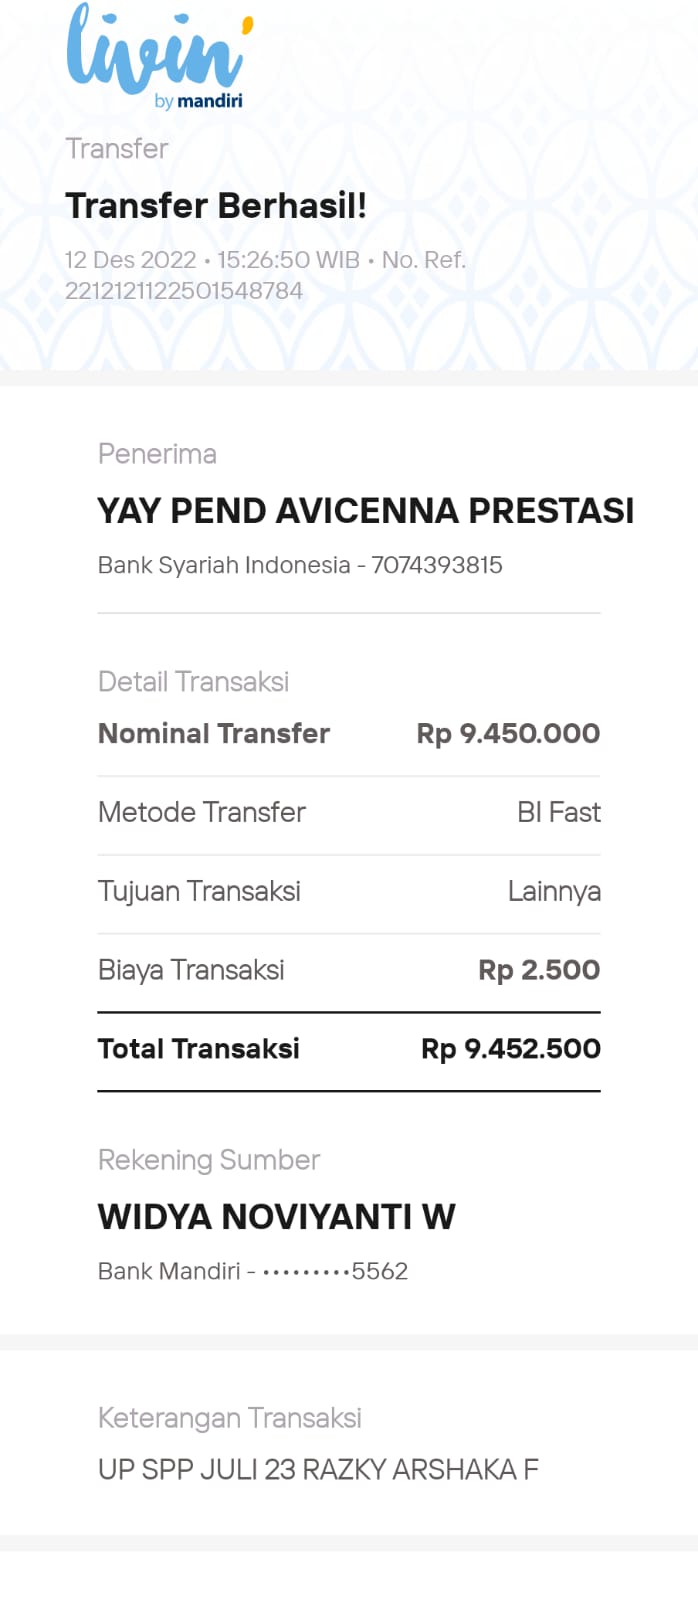 livin'
by mandiri
Transfer
Transfer Berhasil!
12 Des 2022 • 15:26:50 WIB • No. Ref.
2212121122501548784
Penerima
YAY PEND AVICENNA PRESTASI
Bank Syariah Indonesia - 7074393815
Detail Transaksi
Nominal Transfer Rp 9.450.000
Metode Transfer BI Fast
Tujuan Transaksi Lainnya
Biaya Transaksi Rp 2.500
Total Transaksi Rp 9.452.500
Rekening Sumber
WIDYA NOVIYANTI W
Bank Mandiri - •••••••••5562
Keterangan Transaksi
UP SPP JULI 23 RAZKY ARSHAKA F